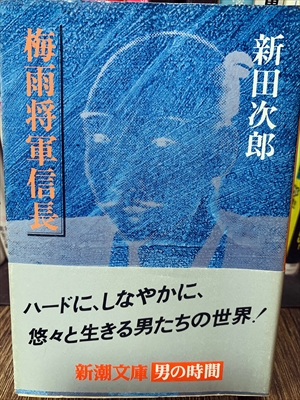 新田次郎
梅雨将軍信長
ハードに、しなやかに、
悠々と生きる男たちの世界!
新潮文庫 男の時間